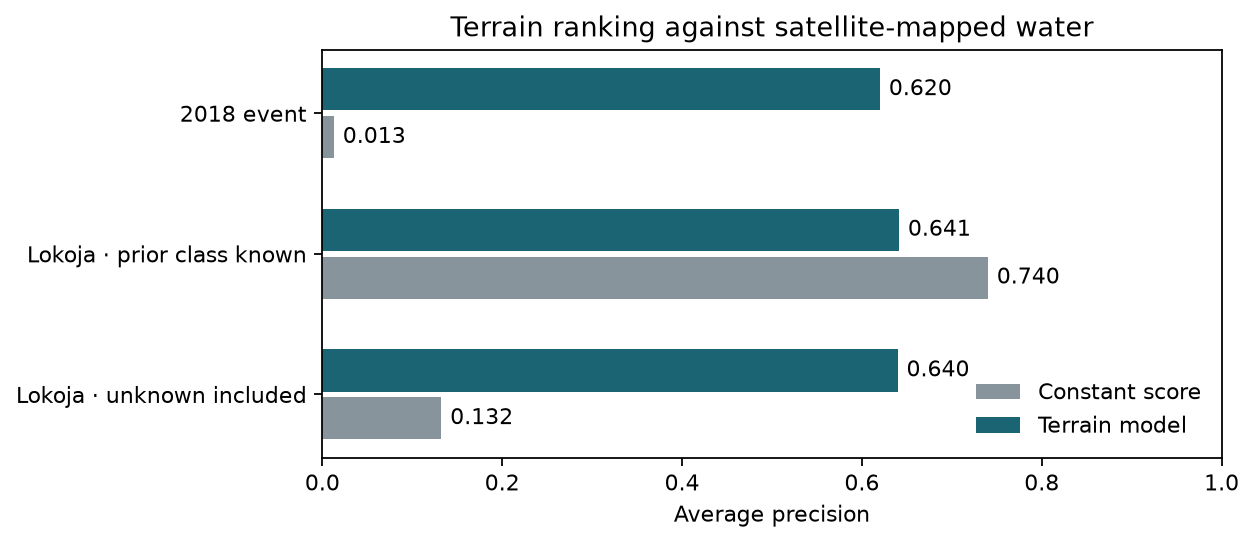 Terrain ranking against satellite-mapped water
2018 event
0.620
0.013
Lokoja · prior class known
0.641
0.740
Lokoja · unknown included
0.640
0.132
Constant score
Terrain model
0.0 0.2 0.4 0.6 0.8 1.0
Average precision